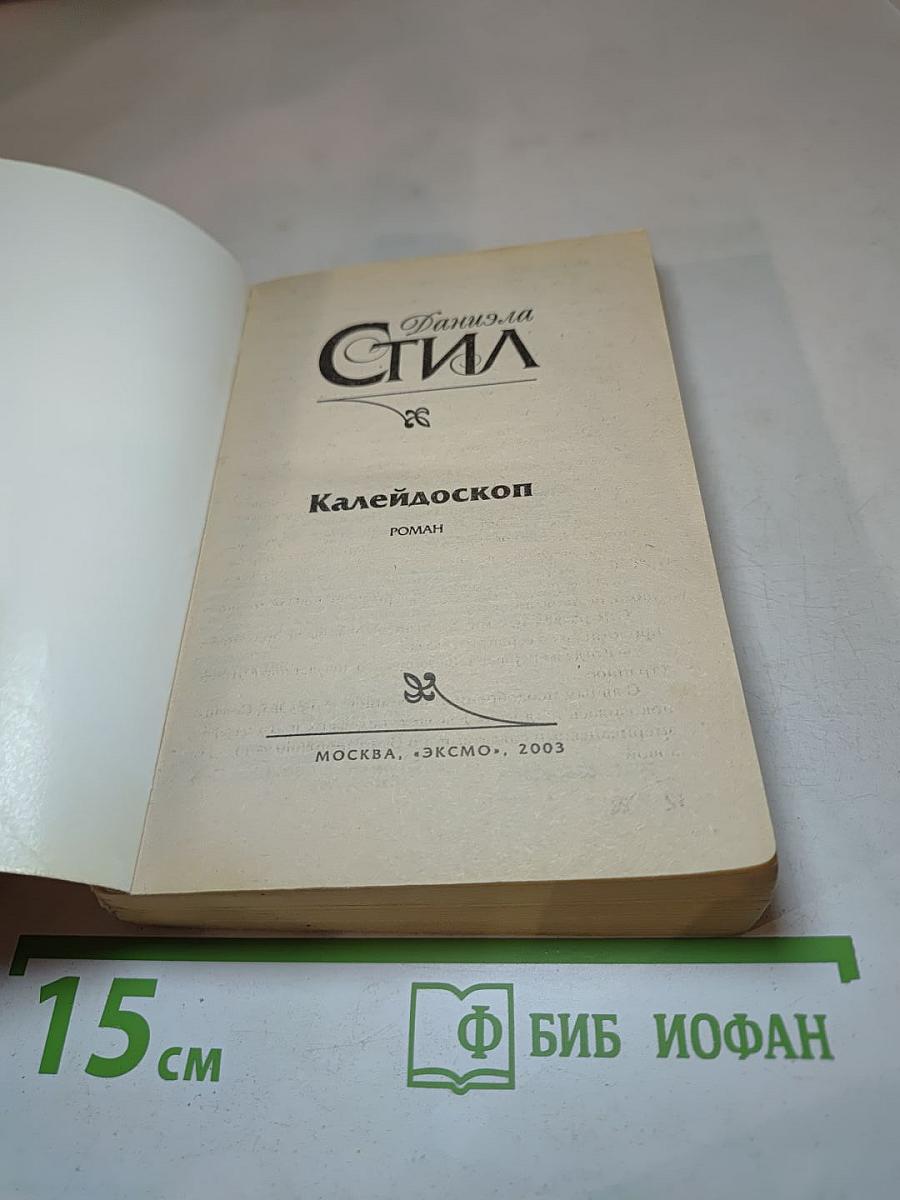 Даниэла
Стил
Калейдоскоп
РОМАН
МОСКВА, «ЭКСМО», 2003
15 см
Ф БИБ ИОФАН